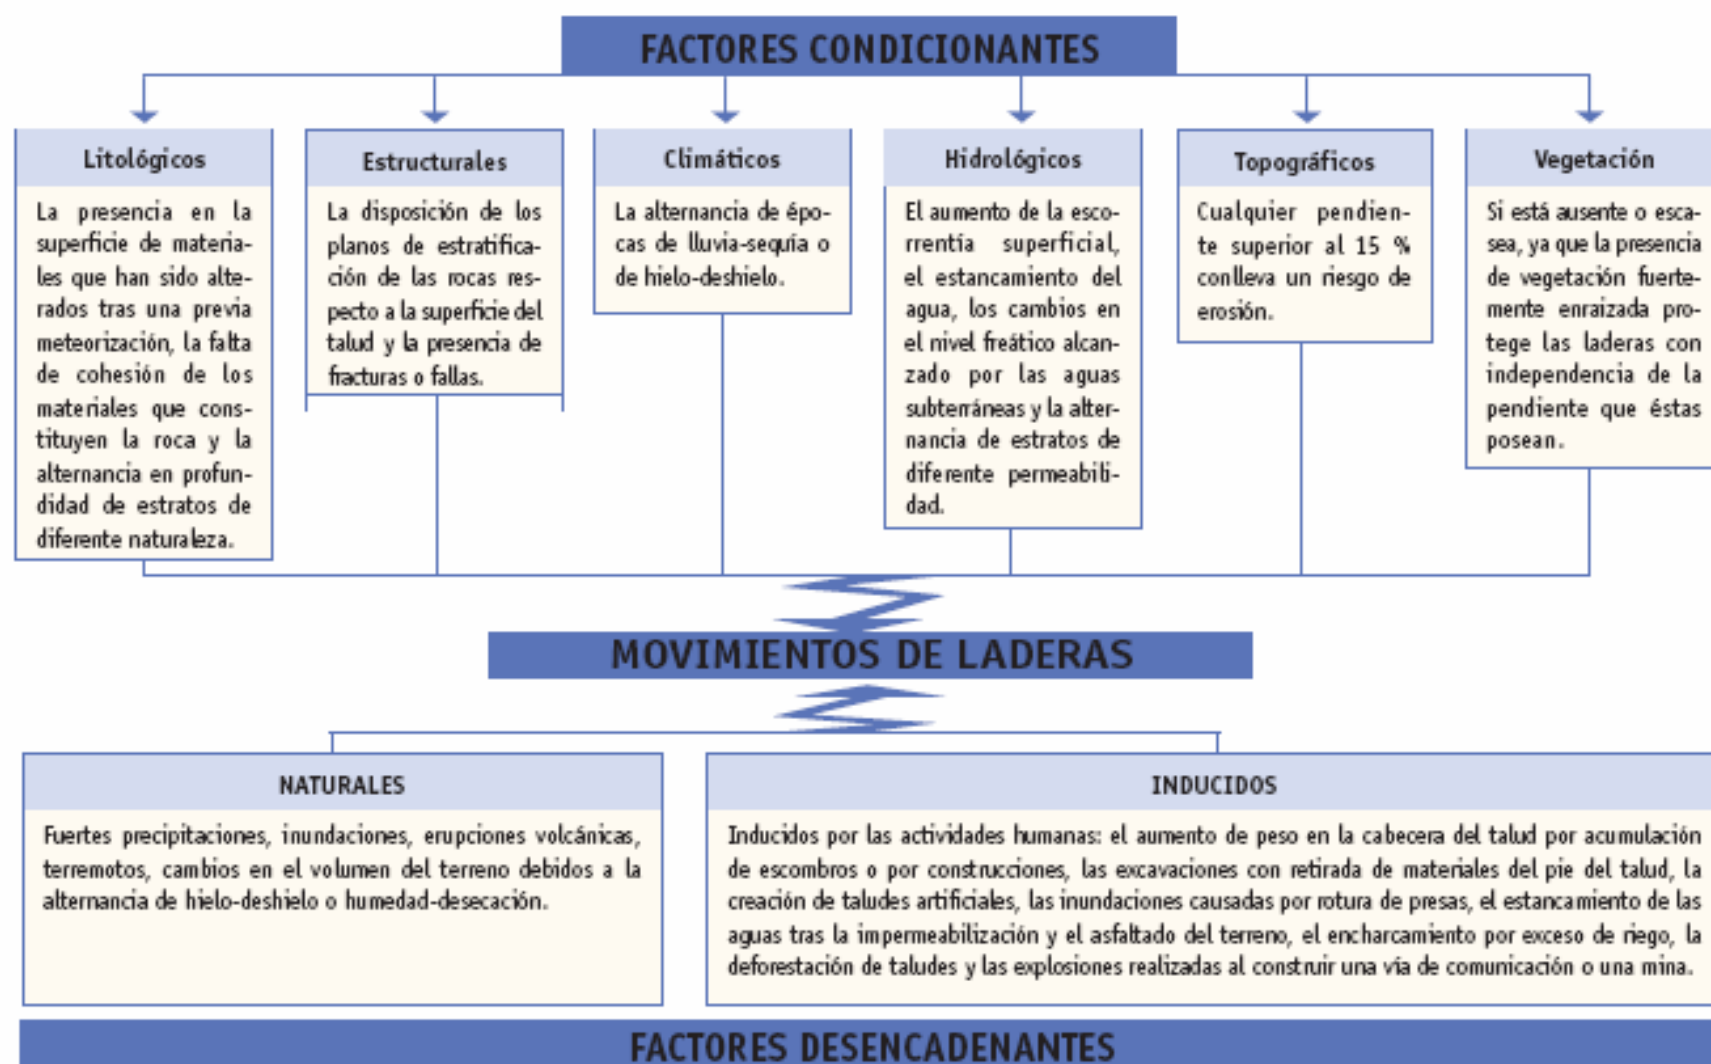 FACTORES CONDICIONANTES
Litológicos
La presencia en la
superficie de materia-
les que han sido alte-
rados tras una previa
meteorización, la falta
de cohesión de los
materiales que cons-
tituyen la roca y la
alternancia en profun-
didad de estratos de
diferente naturaleza.
Estructurales
La disposición de los
planos de estratifica-
ción de las rocas res-
pecto a la superficie del
talud y la presencia de
fracturas o fallas.
Climáticos
La alternancia de épo-
cas de lluvia-sequía o
de hielo-deshielo.
Hidrológicos
El aumento de la esco-
rrentía superficial,
el estancamiento del
agua, los cambios en
el nivel freático alcan-
zado por las aguas
subterráneas y la alter-
nancia de estratos de
diferente permeabili-
dad.
Topográficos
Cualquier pendien-
te superior al 15 %
conlleva un riesgo de
erosión.
Vegetación
Si está ausente o esca-
sea, ya que la presencia
de vegetación fuerte-
mente enraizada pro-
tege las laderas con
independencia de la
pendiente que éstas
posean.
MOVIMIENTOS DE LADERAS
NATURALES
Fuertes precipitaciones, inundaciones, erupciones volcánicas,
terremotos, cambios en el volumen del terreno debidos a la
alternancia de hielo-deshielo o humedad-desecación.
INDUCIDOS
Inducidos por las actividades humanas: el aumento de peso en la cabecera del talud por acumulación
de escombros o por construcciones, las excavaciones con retirada de materiales del pie del talud, la
creación de taludes artificiales, las inundaciones causadas por rotura de presas, el estancamiento de las
aguas tras la impermeabilización y el asfaltado del terreno, el encharcamiento por exceso de riego, la
deforestación de taludes y las explosiones realizadas al construir una vía de comunicación o una mina.
FACTORES DESENCADENANTES